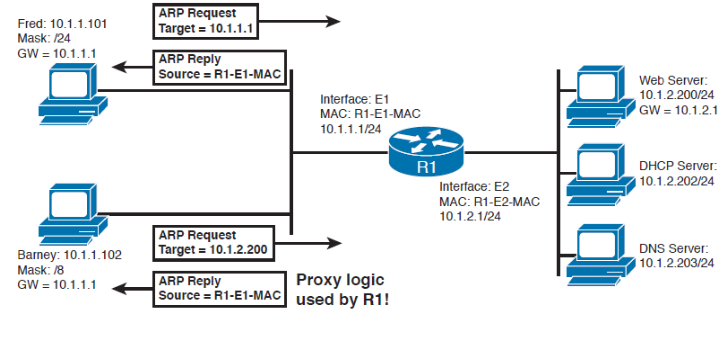 Fred: 10.1.1.101
Mask: /24
GW = 10.1.1.1
ARP Request
Target = 10.1.1.1
ARP Reply
Source = R1-E1-MAC
Interface: E1
MAC: R1-E1-MAC
10.1.1.1/24
R1
Interface: E2
MAC: R1-E2-MAC
10.1.2.1/24
Web Server:
10.1.2.200/24
GW = 10.1.2.1
DHCP Server:
10.1.2.202/24
DNS Server:
10.1.2.203/24
Barney: 10.1.1.102
Mask: /8
GW = 10.1.1.1
ARP Request
Target = 10.1.2.200
ARP Reply
Source = R1-E1-MAC
Proxy logic
used by R1!